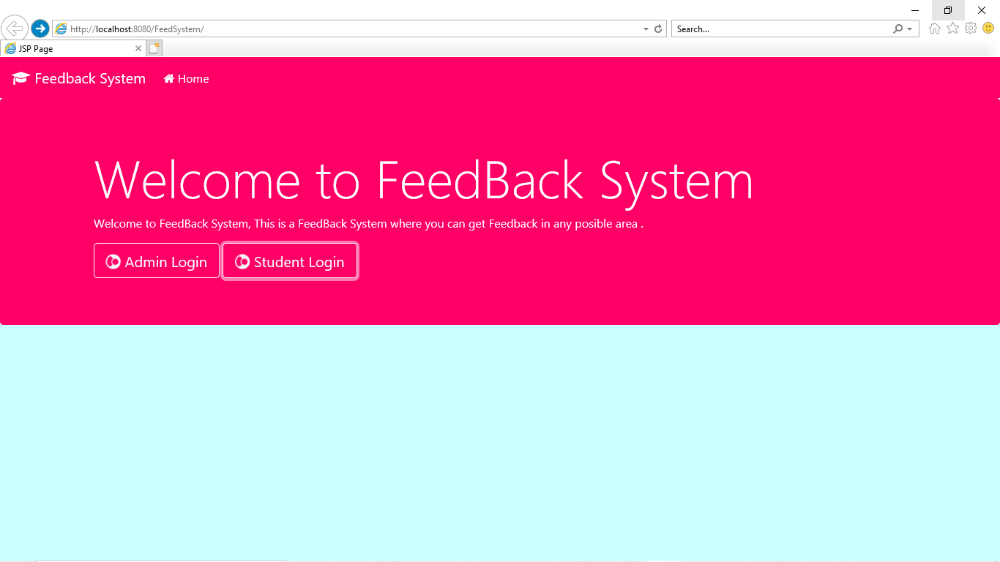 http://localhost:8080/FeedSystem/
Search...
JSP Page
Feedback System
Home
Welcome to FeedBack System
Welcome to FeedBack System, This is a FeedBack System where you can get Feedback in any posible area .
Admin Login
Student Login